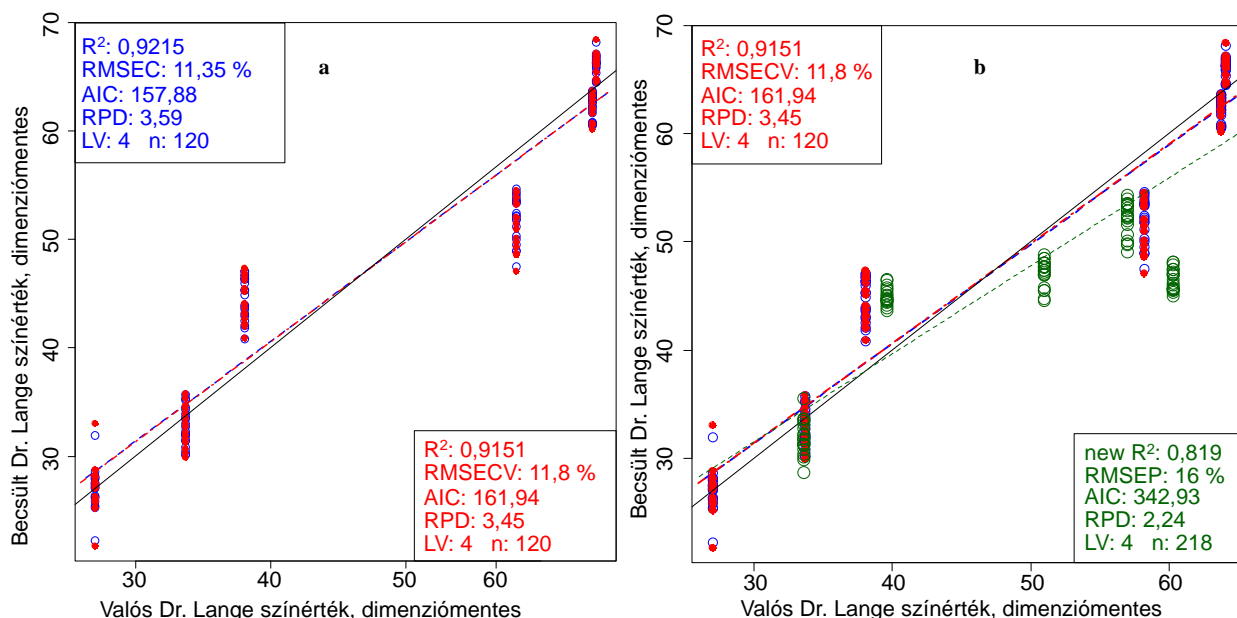 R²: 0,9215
RMSEC: 11,35 %
AIC: 157,88
RPD: 3,59
LV: 4 n: 120
a
R²: 0,9151
RMSECV: 11,8 %
AIC: 161,94
RPD: 3,45
LV: 4 n: 120
70
60
50
40
30
Becsült Dr. Lange színérték, dimenziómentes
30
40
50
60
Valós Dr. Lange színérték, dimenziómentes
R²: 0,9151
RMSECV: 11,8 %
AIC: 161,94
RPD: 3,45
LV: 4 n: 120
b
new R²: 0,819
RMSEP: 16 %
AIC: 342,93
RPD: 2,24
LV: 4 n: 218
70
60
50
40
30
Becsült Dr. Lange színérték, dimenziómentes
30
40
50
60
Valós Dr. Lange színérték, dimenziómentes